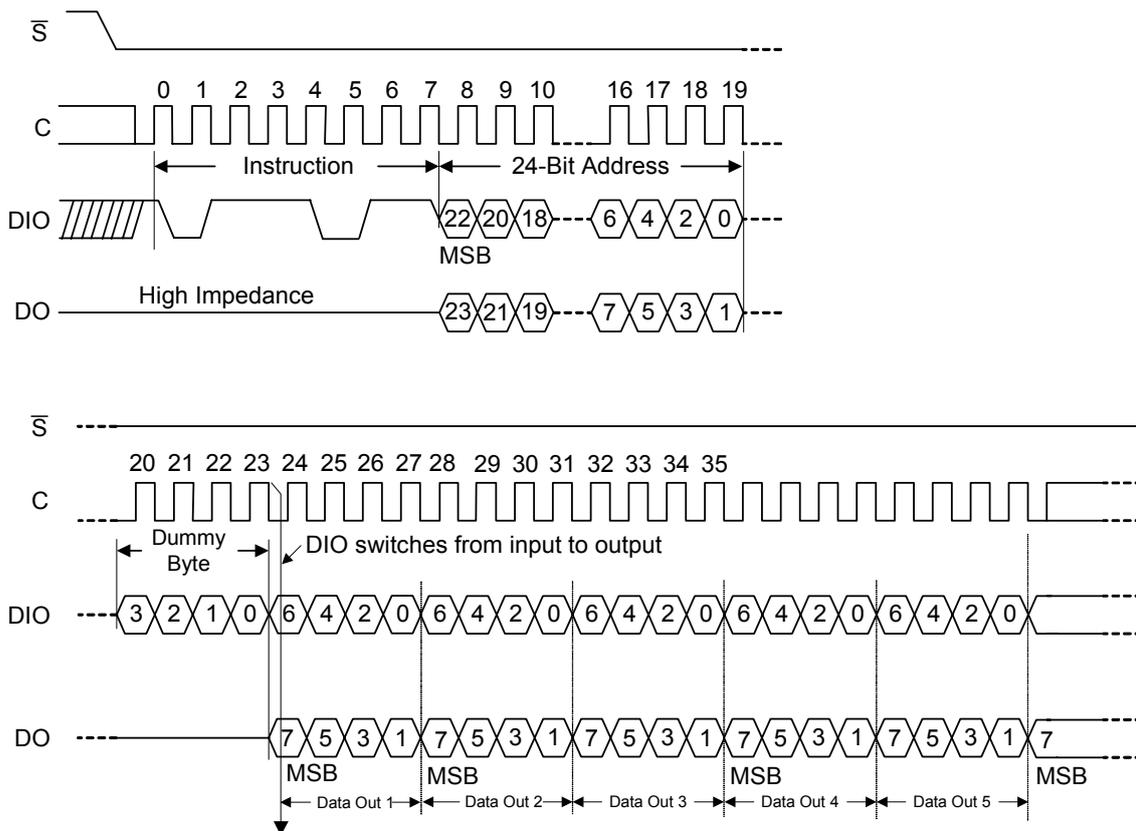 S̅
0 1 2 3 4 5 6 7 8 9 10 16 17 18 19
C
Instruction 24-Bit Address
DIO 22 20 18 6 4 2 0
MSB
High Impedance
DO 23 21 19 7 5 3 1
S̅
20 21 22 23 24 25 26 27 28 29 30 31 32 33 34 35
C
Dummy
Byte
DIO switches from input to output
DIO 3 2 1 0 6 4 2 0 6 4 2 0 6 4 2 0 6 4 2 0 6 4 2 0
DO 7 5 3 1 7 5 3 1 7 5 3 1 7 5 3 1 7 5 3 1 7
MSB MSB MSB MSB
Data Out 1 Data Out 2 Data Out 3 Data Out 4 Data Out 5